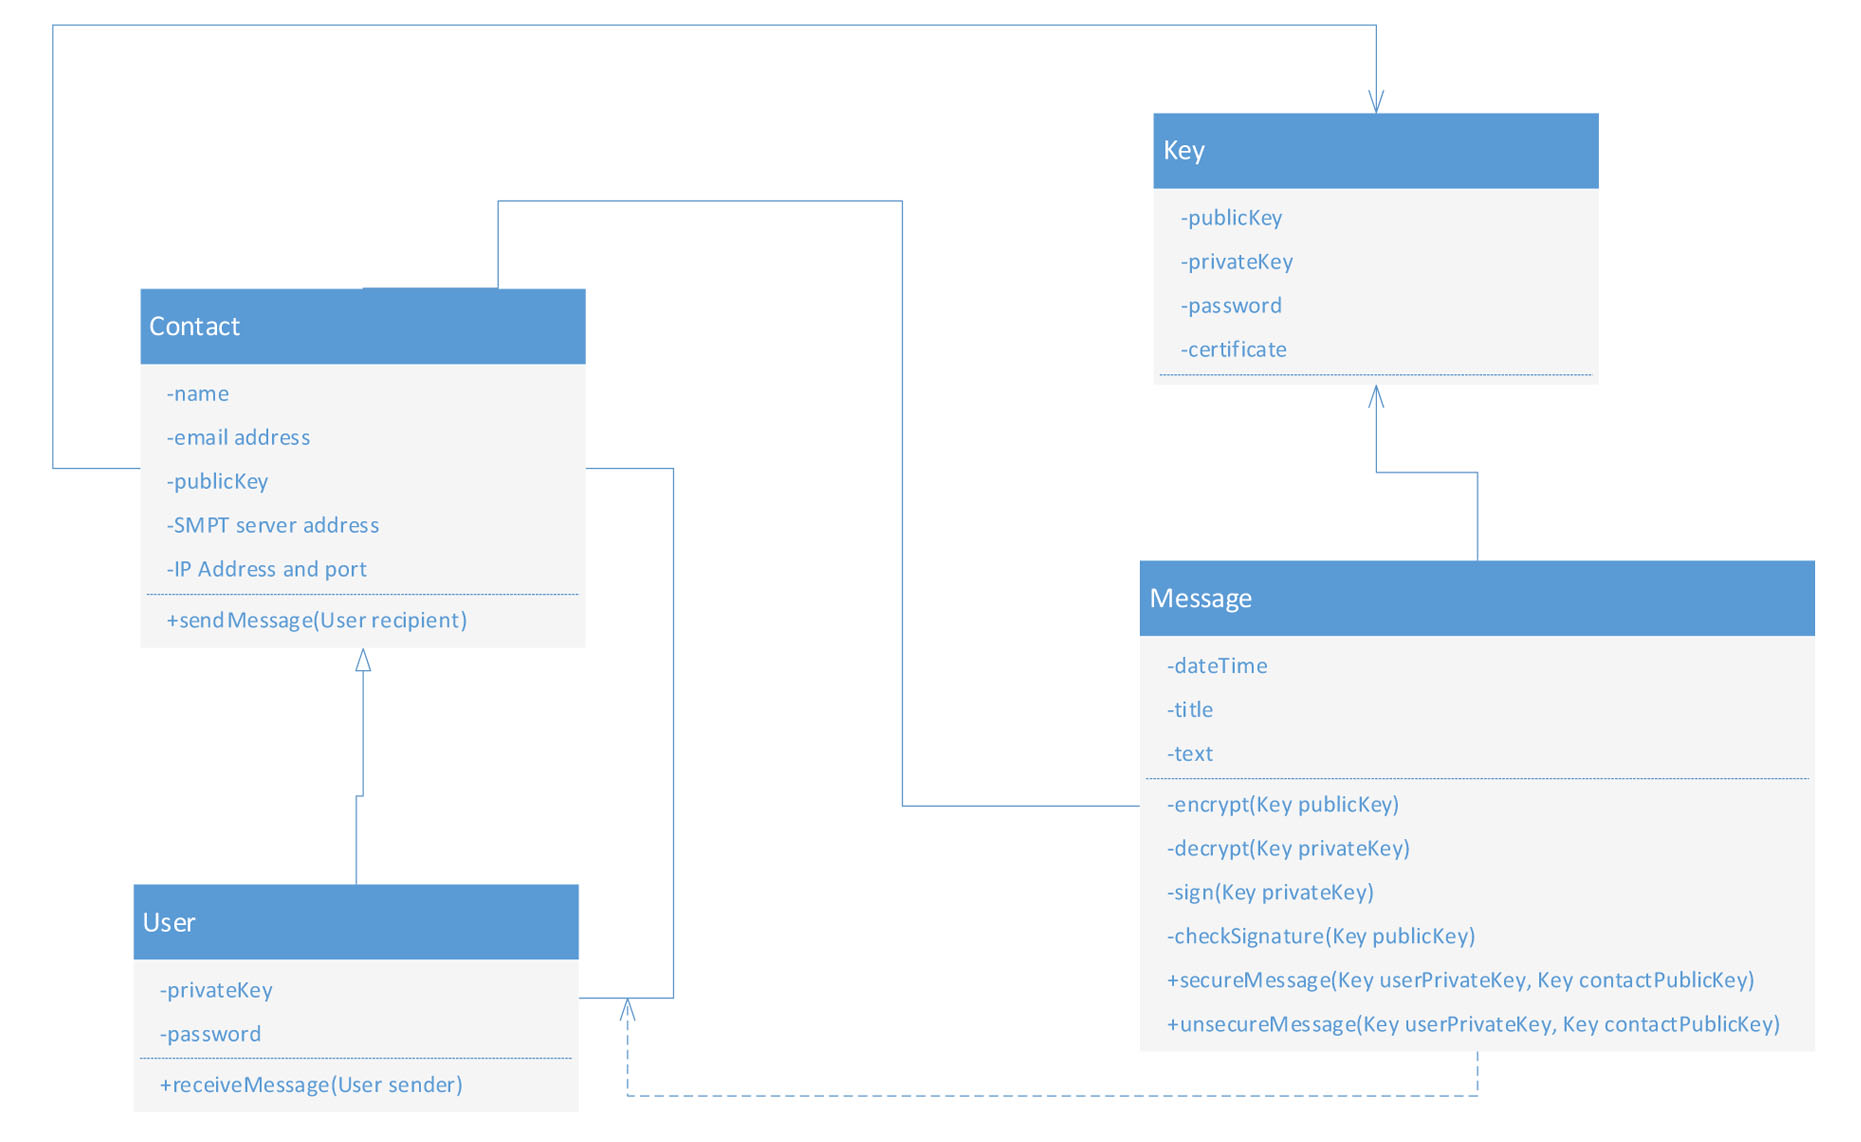 Key
-publicKey
-privateKey
-password
-certificate
Contact
-name
-email address
-publicKey
-SMPT server address
-IP Address and port
+sendMessage(User recipient)
Message
-dateTime
-title
-text
-encrypt(Key publicKey)
-decrypt(Key privateKey)
-sign(Key privateKey)
-checkSignature(Key publicKey)
+secureMessage(Key userPrivateKey, Key contactPublicKey)
+unsecureMessage(Key userPrivateKey, Key contactPublicKey)
User
-privateKey
-password
+receiveMessage(User sender)